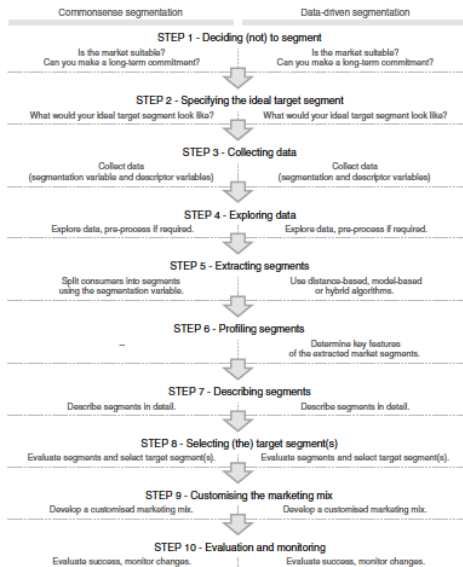 Commonsense segmentation
Data-driven segmentation
STEP 1 - Deciding (not) to segment
Is the market suitable?
Can you make a long-term commitment?
Is the market suitable?
Can you make a long-term commitment?
STEP 2 - Specifying the ideal target segment
What would your ideal target segment look like?
What would your ideal target segment look like?
STEP 3 - Collecting data
Collect data
(segmentation variable and descriptor variables)
Collect data
(segmentation and descriptor variables)
STEP 4 - Exploring data
Explore data, pre-process if required.
Explore data, pre-process if required.
STEP 5 - Extracting segments
Split consumers into segments
using the segmentation variable.
Use distance-based, model-based
or hybrid algorithms.
STEP 6 - Profiling segments
–
Determine key features
of the extracted market segments.
STEP 7 - Describing segments
Describe segments in detail.
Describe segments in detail.
STEP 8 - Selecting (the) target segment(s)
Evaluate segments and select target segment(s).
Evaluate segments and select target segment(s).
STEP 9 - Customising the marketing mix
Develop a customised marketing mix.
Develop a customised marketing mix.
STEP 10 - Evaluation and monitoring
Evaluate success, monitor changes.
Evaluate success, monitor changes.